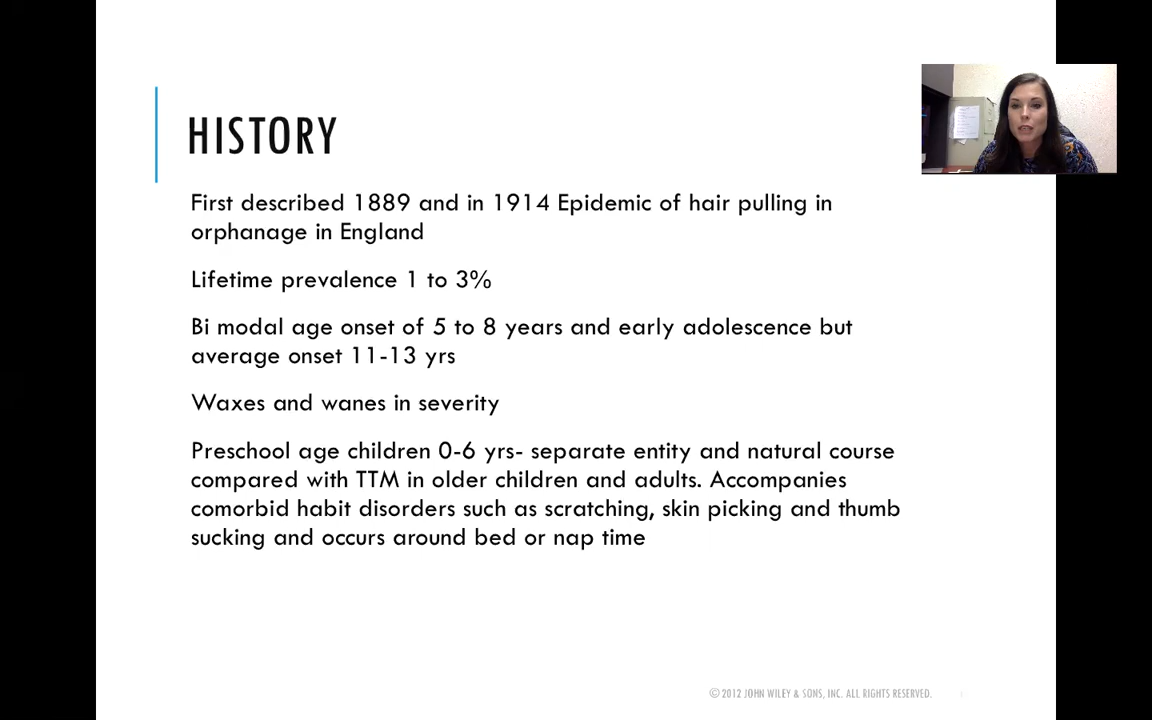 HISTORY
First described 1889 and in 1914 Epidemic of hair pulling in
orphanage in England
Lifetime prevalence 1 to 3%
Bi modal age onset of 5 to 8 years and early adolescence but
average onset 11-13 yrs
Waxes and wanes in severity
Preschool age children 0-6 yrs- separate entity and natural course
compared with TTM in older children and adults. Accompanies
comorbid habit disorders such as scratching, skin picking and thumb
sucking and occurs around bed or nap time
© 2012 JOHN WILEY & SONS, INC. ALL RIGHTS RESERVED.